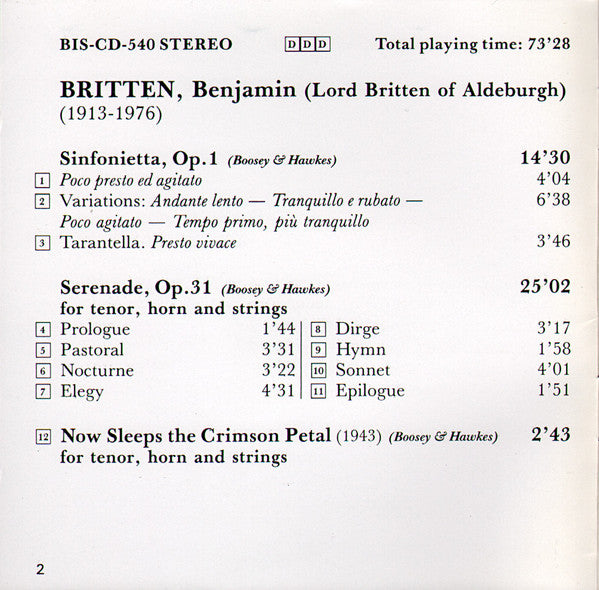 BIS-CD-540 STEREO DDD Total playing time: 73'28
BRITTEN, Benjamin (Lord Britten of Aldeburgh)
(1913-1976)
Sinfonietta, Op.1 (Boosey & Hawkes) 14'30
1 Poco presto ed agitato 4'04
2 Variations: Andante lento — Tranquillo e rubato — 6'38
Poco agitato — Tempo primo, più tranquillo
3 Tarantella. Presto vivace 3'46
Serenade, Op.31 (Boosey & Hawkes) 25'02
for tenor, horn and strings
4 Prologue 1'44
5 Pastoral 3'31
6 Nocturne 3'22
7 Elegy 4'31
8 Dirge 3'17
9 Hymn 1'58
10 Sonnet 4'01
11 Epilogue 1'51
12 Now Sleeps the Crimson Petal (1943) (Boosey & Hawkes) 2'43
for tenor, horn and strings
2